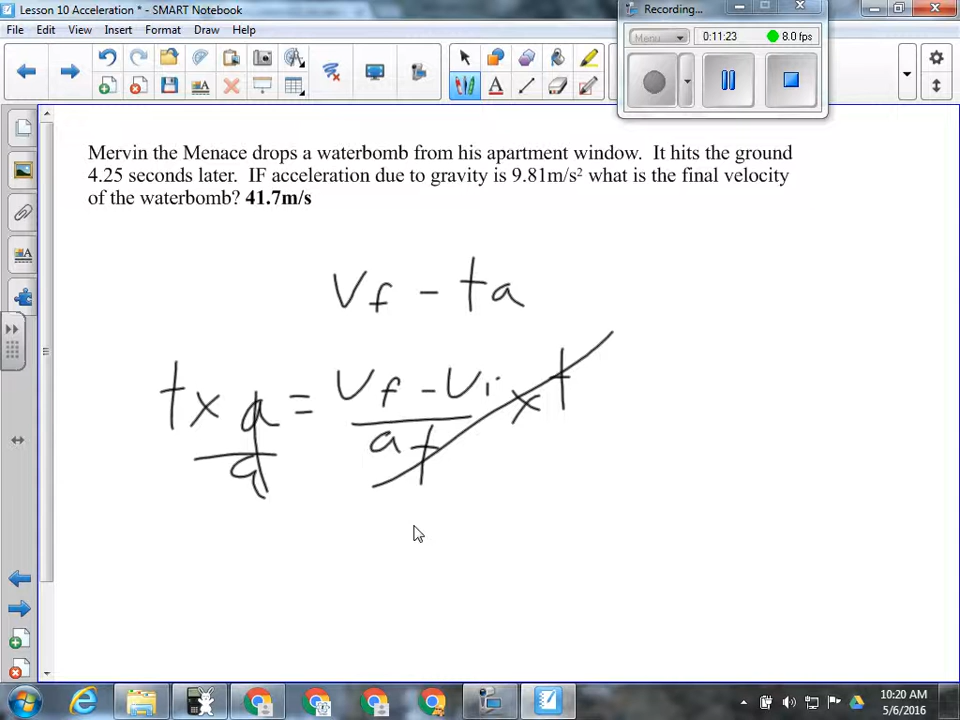 Lesson 10 Acceleration * - SMART Notebook
Recording...
File Edit View Insert Format Draw Help
Menu 0:11:23 8.0 fps
Mervin the Menace drops a waterbomb from his apartment window. It hits the ground
4.25 seconds later. IF acceleration due to gravity is 9.81m/s² what is the final velocity
of the waterbomb? 41.7m/s
Vf - ta
t x a = Vf - Vi x t
a a t
10:20 AM
5/6/2016